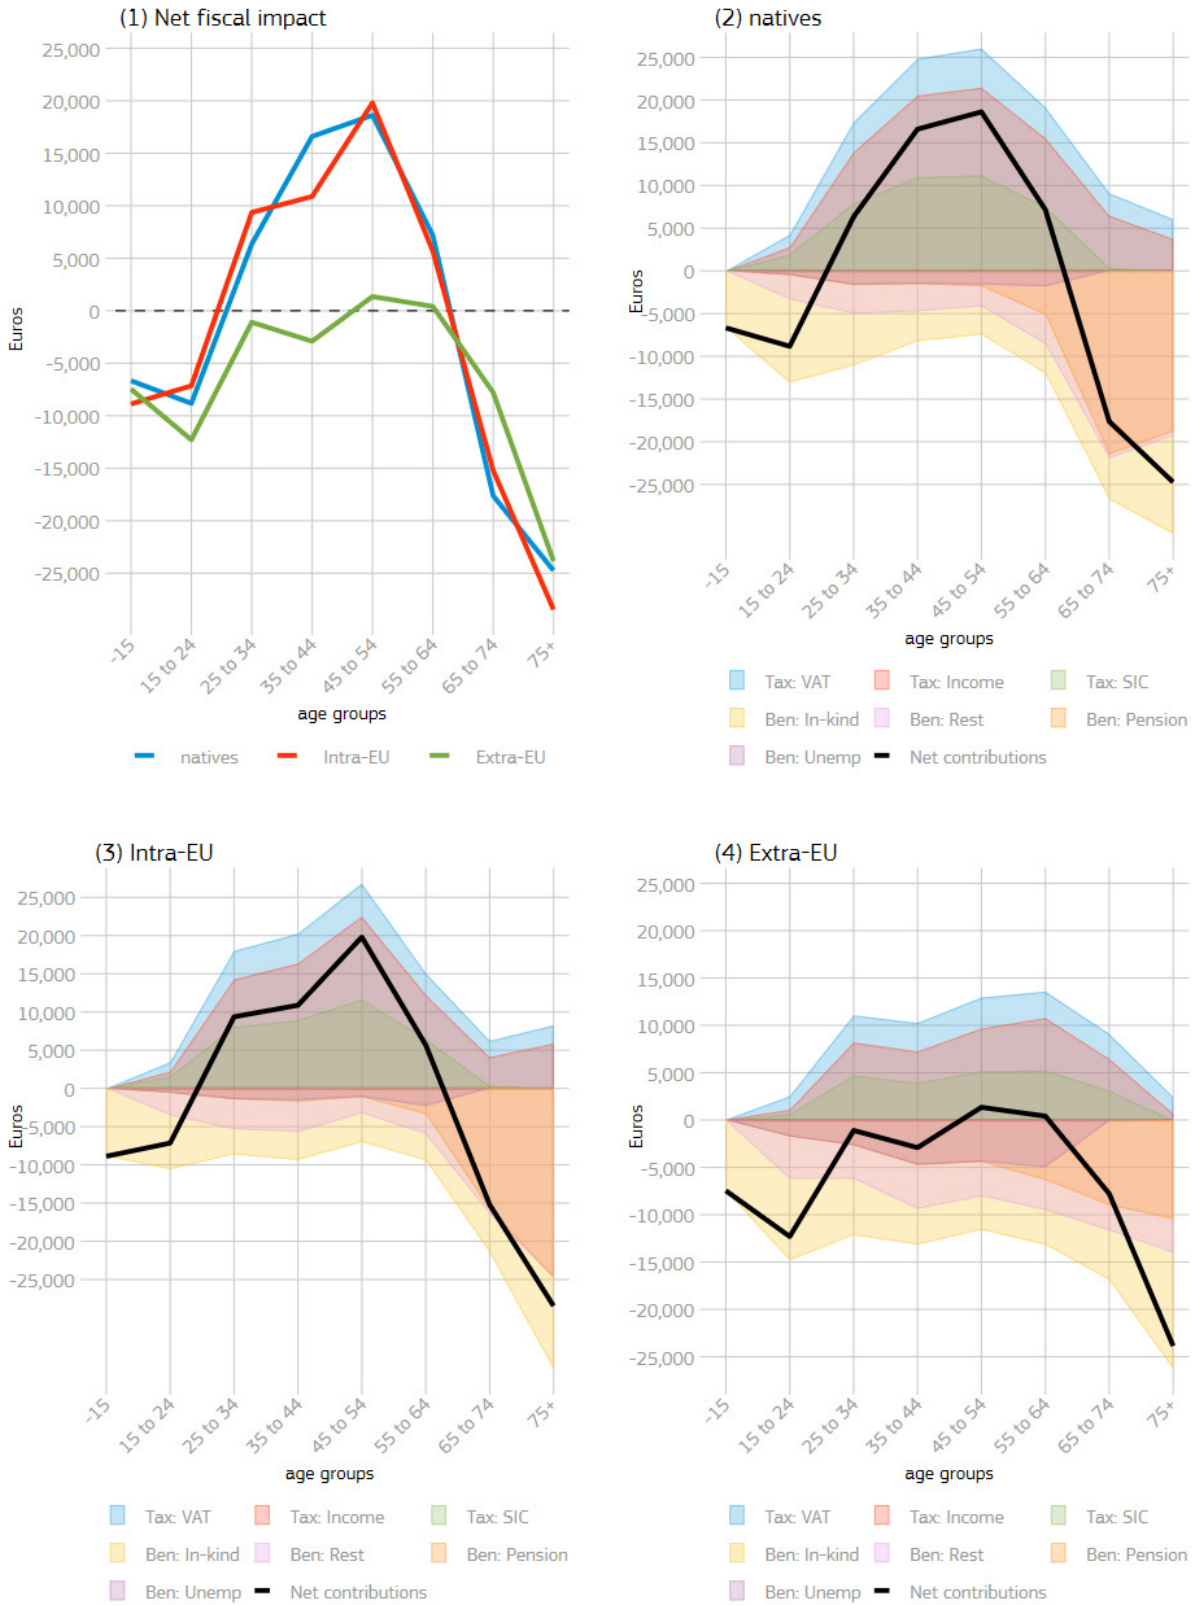 (1) Net fiscal impact
25,000
20,000
15,000
10,000
5,000
0
-5,000
-10,000
-15,000
-20,000
-25,000
Euros
-15
15 to 24
25 to 34
35 to 44
45 to 54
55 to 64
65 to 74
75+
age groups
natives Intra-EU Extra-EU
(2) natives
25,000
20,000
15,000
10,000
5,000
0
-5,000
-10,000
-15,000
-20,000
-25,000
Euros
-15
15 to 24
25 to 34
35 to 44
45 to 54
55 to 64
65 to 74
75+
age groups
Tax: VAT Tax: Income Tax: SIC
Ben: In-kind Ben: Rest Ben: Pension
Ben: Unemp Net contributions
(3) Intra-EU
25,000
20,000
15,000
10,000
5,000
0
-5,000
-10,000
-15,000
-20,000
-25,000
Euros
-15
15 to 24
25 to 34
35 to 44
45 to 54
55 to 64
65 to 74
75+
age groups
Tax: VAT Tax: Income Tax: SIC
Ben: In-kind Ben: Rest Ben: Pension
Ben: Unemp Net contributions
(4) Extra-EU
25,000
20,000
15,000
10,000
5,000
0
-5,000
-10,000
-15,000
-20,000
-25,000
Euros
-15
15 to 24
25 to 34
35 to 44
45 to 54
55 to 64
65 to 74
75+
age groups
Tax: VAT Tax: Income Tax: SIC
Ben: In-kind Ben: Rest Ben: Pension
Ben: Unemp Net contributions